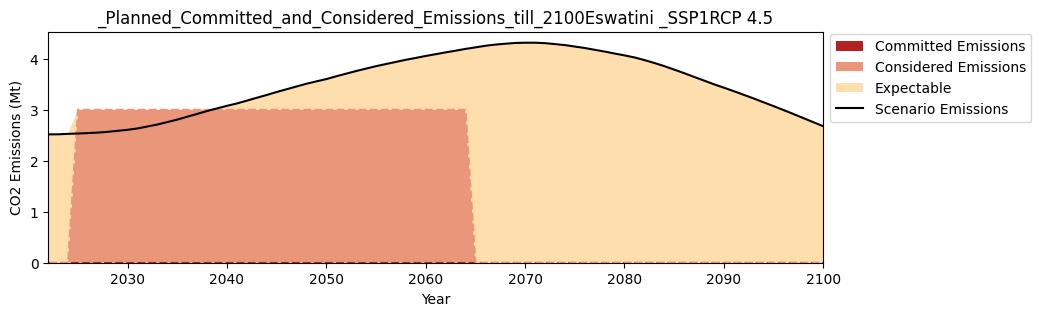 _Planned_Committed_and_Considered_Emissions_till_2100Eswatini _SSP1RCP 4.5
CO2 Emissions (Mt)
4
3
2
1
0
2030 2040 2050 2060 2070 2080 2090 2100
Year
Committed Emissions
Considered Emissions
Expectable
Scenario Emissions